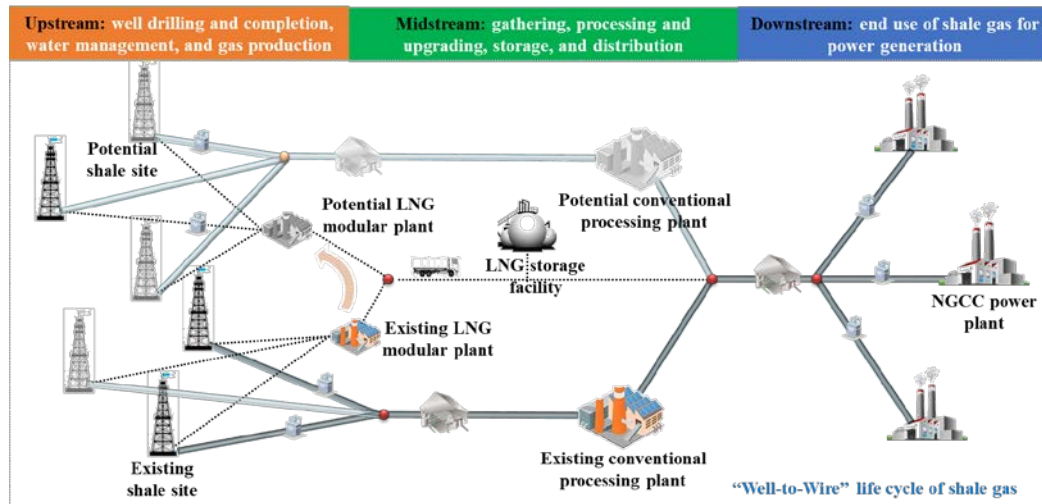 Upstream: well drilling and completion,
water management, and gas production
Midstream: gathering, processing and
upgrading, storage, and distribution
Downstream: end use of shale gas for
power generation
Potential
shale site
Potential LNG
modular plant
Potential conventional
processing plant
LNG storage
facility
NGCC power
plant
Existing LNG
modular plant
Existing
shale site
Existing conventional
processing plant
“Well-to-Wire” life cycle of shale gas